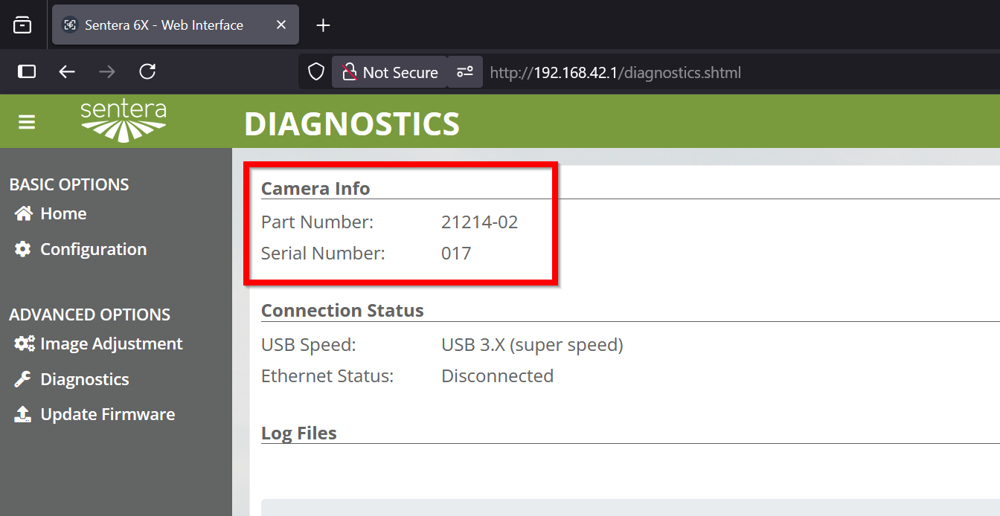 Sentera 6X - Web Interface
Not Secure
http://192.168.42.1/diagnostics.shtml
sentera
DIAGNOSTICS
BASIC OPTIONS
Home
Configuration
ADVANCED OPTIONS
Image Adjustment
Diagnostics
Update Firmware
Camera Info
Part Number: 21214-02
Serial Number: 017
Connection Status
USB Speed: USB 3.X (super speed)
Ethernet Status: Disconnected
Log Files